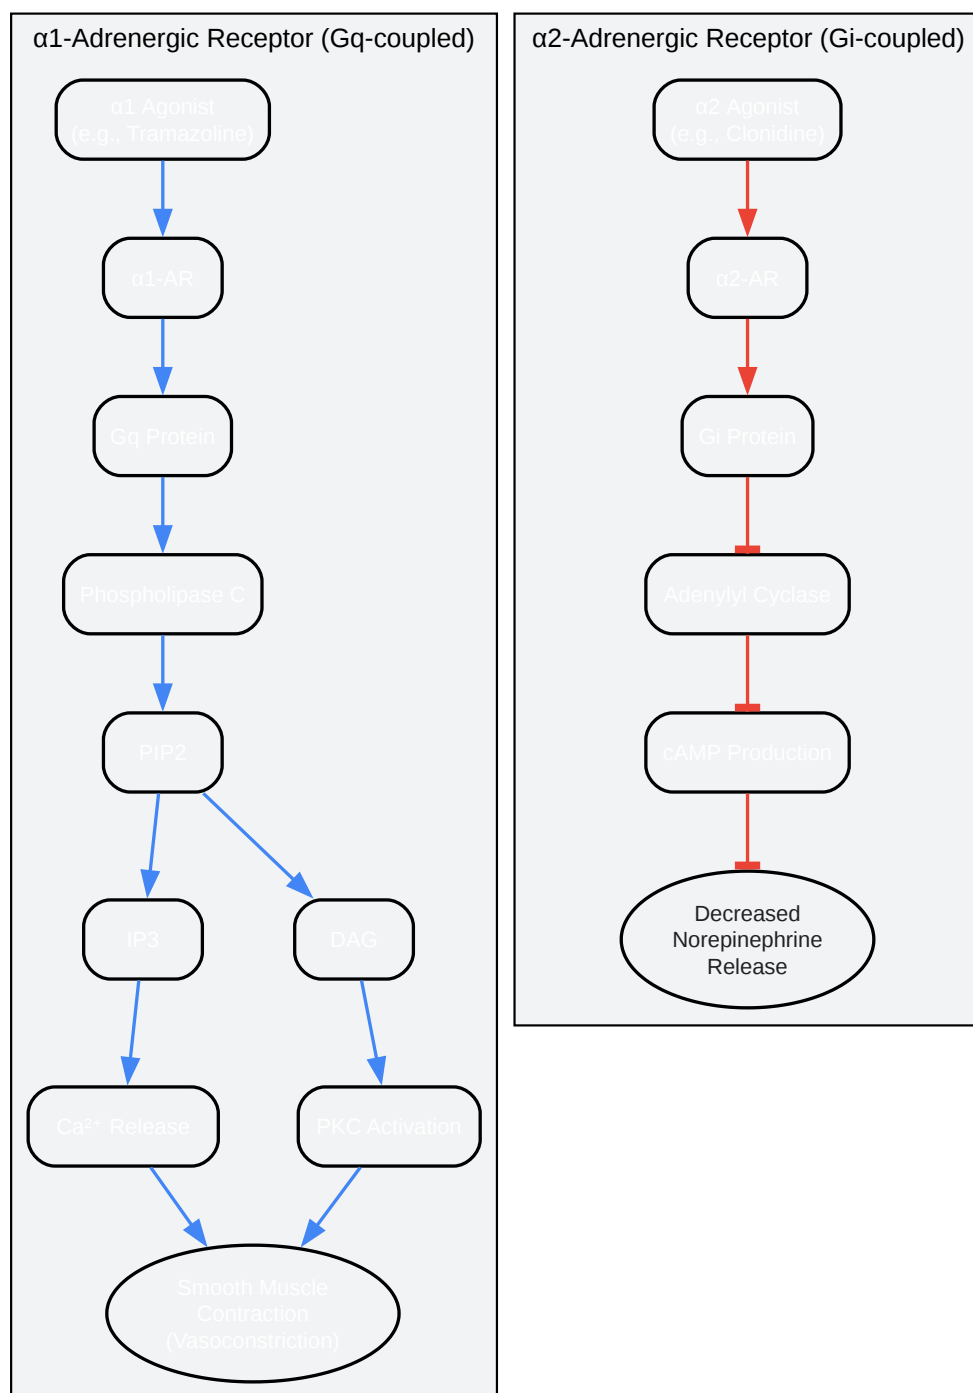 α1-Adrenergic Receptor (Gq-coupled)
α1 Agonist
(e.g., Tramazoline)
α1-AR
Gq Protein
Phospholipase C
PIP2
IP3
DAG
Ca²⁺ Release
PKC Activation
Smooth Muscle
Contraction
(Vasoconstriction)
α2-Adrenergic Receptor (Gi-coupled)
α2 Agonist
(e.g., Clonidine)
α2-AR
Gi Protein
Adenylyl Cyclase
cAMP Production
Decreased
Norepinephrine
Release